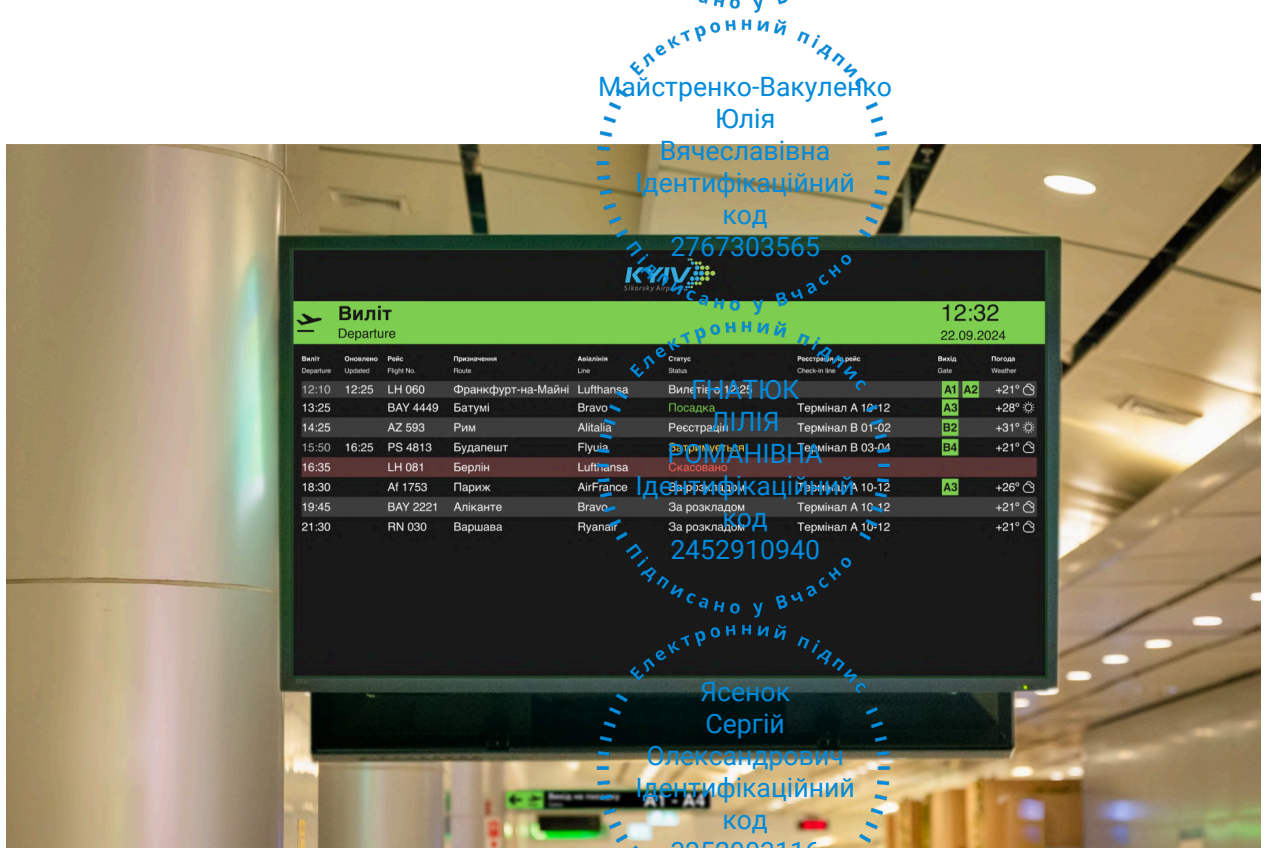 Електронний підпис
Майстренко-Вакуленко
Юлія
Вячеславівна
Ідентифікаційний
код
2767303565
Підписано у Вчасно
KYIV
Sikorsky Airport
Виліт
Departure
12:32
22.09.2024
Виліт Оновлено Рейс Призначення Авіалінія Статус Реєстрація на рейс Вихід Погода
Departure Updated Flight No. Route Line Status Check-in line Gate Weather
12:10 12:25 LH 060 Франкфурт-на-Майні Lufthansa Вилетів о 12:25 A1 A2 +21°
13:25 BAY 4449 Батумі Bravo Посадка Термінал А 10-12 A3 +28°
14:25 AZ 593 Рим Alitalia Реєстрація Термінал В 01-02 B2 +31°
15:50 16:25 PS 4813 Будапешт Flyuia Затримується Термінал В 03-04 B4 +21°
16:35 LH 081 Берлін Lufthansa Скасовано
18:30 Af 1753 Париж AirFrance За розкладом Термінал А 10-12 A3 +26°
19:45 BAY 2221 Аліканте Bravo За розкладом Термінал А 10-12 +21°
21:30 RN 030 Варшава Ryanair За розкладом Термінал А 10-12 +21°
Електронний підпис
ГНАТЮК
ЛІЛІЯ
РОМАНІВНА
Ідентифікаційний
код
2452910940
Підписано у Вчасно
Електронний підпис
Ясенок
Сергій
Олександрович
Ідентифікаційний
код
Вихід на посадку A1 - A4